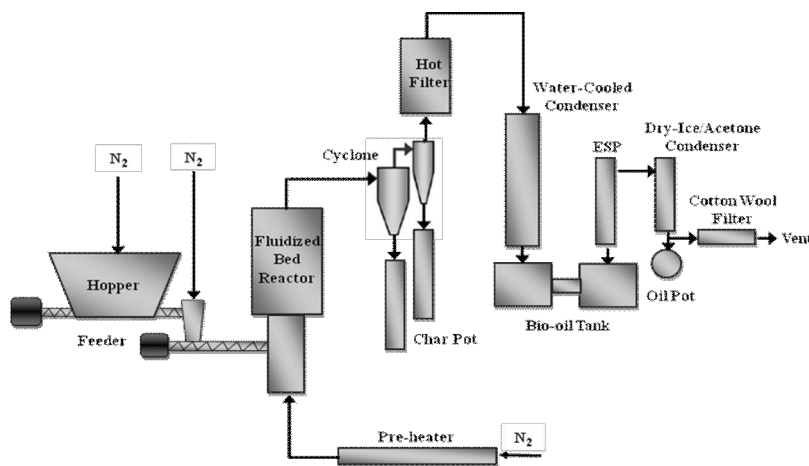 Hot
Filter
Water-Cooled
Condenser
Dry-Ice/Acetone
Condenser
ESP
Cyclone
N2
N2
Cotton Wool
Filter
Vent
Fluidized
Bed
Reactor
Hopper
Oil Pot
Feeder
Char Pot
Bio-oil Tank
Pre-heater
N2